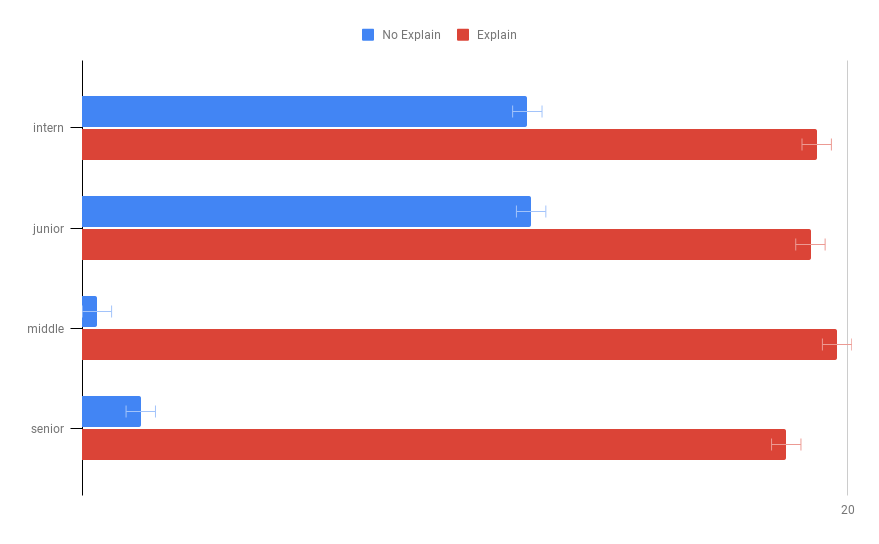 No Explain Explain
intern
junior
middle
senior
20